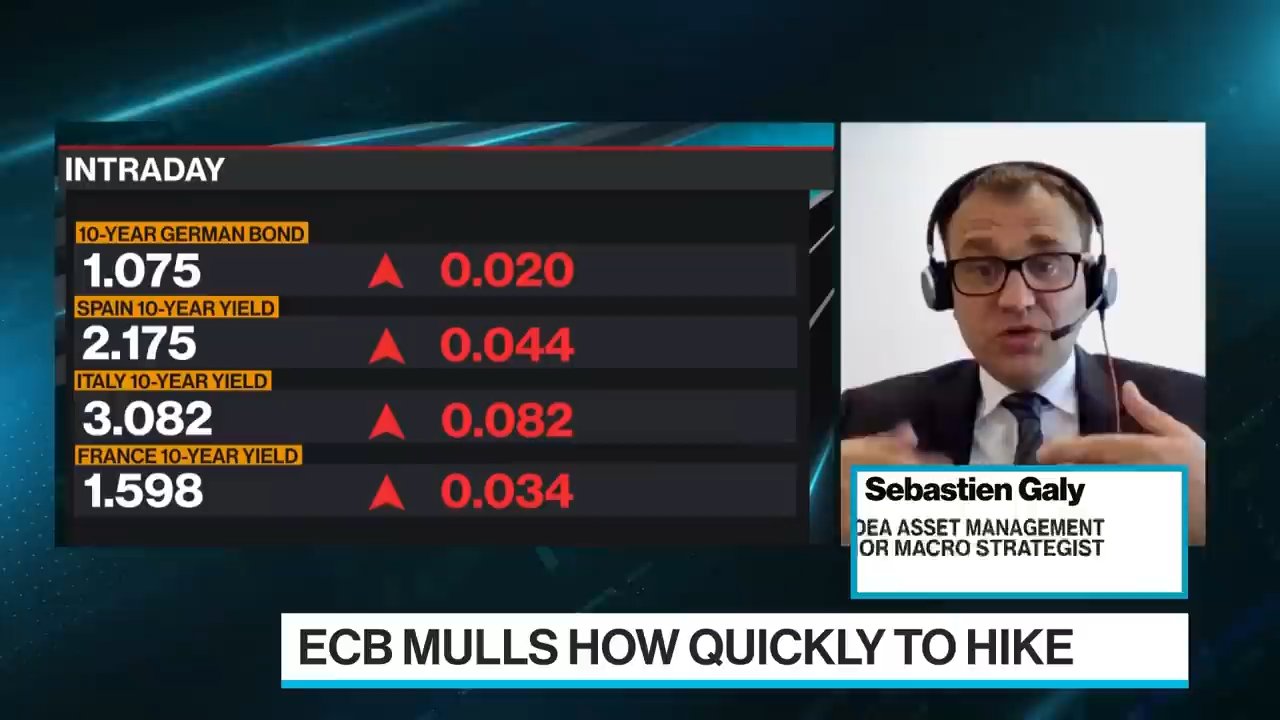 INTRADAY
10-YEAR GERMAN BOND
1.075 0.020
SPAIN 10-YEAR YIELD
2.175 0.044
ITALY 10-YEAR YIELD
3.082 0.082
FRANCE 10-YEAR YIELD
1.598 0.034
Sebastien Galy
DEA ASSET MANAGEMENT
OR MACRO STRATEGIST
ECB MULLS HOW QUICKLY TO HIKE